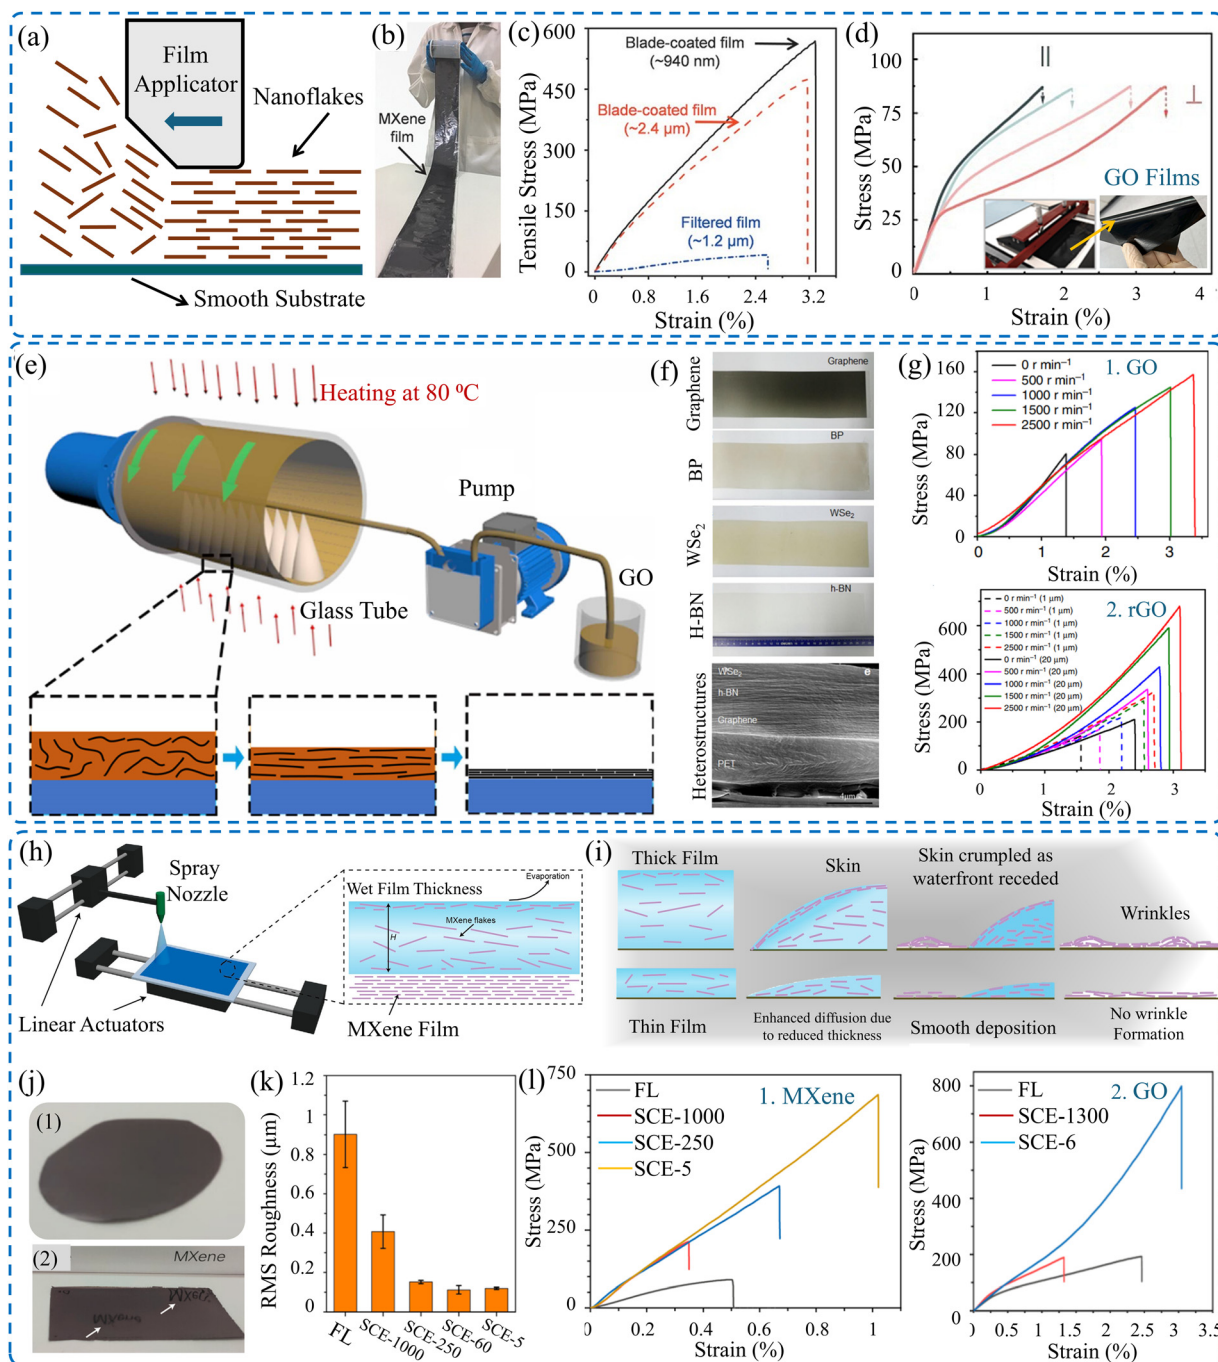 (a)
Film
Applicator
Nanoflakes
Smooth Substrate
(b)
MXene
film
(c)
Tensile Stress (MPa)
600
450
300
150
0
Blade-coated film
(~940 nm)
Blade-coated film
(~2.4 µm)
Filtered film
(~1.2 µm)
0 0.8 1.6 2.4 3.2
Strain (%)
(d)
Stress (MPa)
100
75
50
25
||
⊥
GO Films
0 1 2 3 4
Strain (%)
(e)
Heating at 80 ºC
Pump
GO
Glass Tube
(f)
Graphene
Graphene
BP
BP
WSe2
WSe2
H-BN
h-BN
Heterostructures
WSe2
h-BN
Graphene
PET
e
4µm
(g)
1. GO
Stress (MPa)
160
120
80
40
0
0 r min⁻¹
500 r min⁻¹
1000 r min⁻¹
1500 r min⁻¹
2500 r min⁻¹
0 1 2 3
Strain (%)
2. rGO
Stress (MPa)
600
400
200
0
0 r min⁻¹ (1 µm)
500 r min⁻¹ (1 µm)
1000 r min⁻¹ (1 µm)
1500 r min⁻¹ (1 µm)
2500 r min⁻¹ (1 µm)
0 r min⁻¹ (20 µm)
500 r min⁻¹ (20 µm)
1000 r min⁻¹ (20 µm)
1500 r min⁻¹ (20 µm)
2500 r min⁻¹ (20 µm)
0 1 2 3
Strain (%)
(h)
Spray
Nozzle
Linear Actuators
Wet Film Thickness
Evaporation
MXene flakes
H
MXene Film
(i)
Thick Film
Skin
Skin crumpled as
waterfront receded
Wrinkles
Thin Film
Enhanced diffusion due
to reduced thickness
Smooth deposition
No wrinkle
Formation
(j)
(1)
(2)
MXene
MXene
MXene
(k)
RMS Roughness (µm)
1.2
1
0.8
0.6
0.4
0.2
0
FL
SCE-1000
SCE-250
SCE-60
SCE-5
(l)
1. MXene
Stress (MPa)
750
500
250
0
FL
SCE-1000
SCE-250
SCE-5
0 0.2 0.4 0.6 0.8 1
Strain (%)
2. GO
Stress (MPa)
800
600
400
200
0
FL
SCE-1300
SCE-6
0 0.5 1 1.5 2 2.5 3
Strain (%)